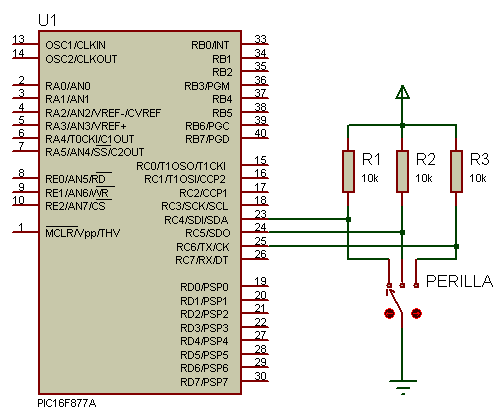 U1
13 OSC1/CLKIN RB0/INT 33
14 OSC2/CLKOUT RB1 34
RB2 35
2 RA0/AN0 RB3/PGM 36
3 RA1/AN1 RB4 37
4 RA2/AN2/VREF-/CVREF RB5 38
5 RA3/AN3/VREF+ RB6/PGC 39
6 RA4/T0CKI/C1OUT RB7/PGD 40
7 RA5/AN4/SS/C2OUT
RC0/T1OSO/T1CKI 15
8 RE0/AN5/RD RC1/T1OSI/CCP2 16
9 RE1/AN6/WR RC2/CCP1 17
10 RE2/AN7/CS RC3/SCK/SCL 18
RC4/SDI/SDA 23
1 MCLR/Vpp/THV RC5/SDO 24
RC6/TX/CK 25
RC7/RX/DT 26
RD0/PSP0 19
RD1/PSP1 20
RD2/PSP2 21
RD3/PSP3 22
RD4/PSP4 27
RD5/PSP5 28
RD6/PSP6 29
RD7/PSP7 30
PIC16F877A
R1 R2 R3
10k 10k 10k
PERILLA